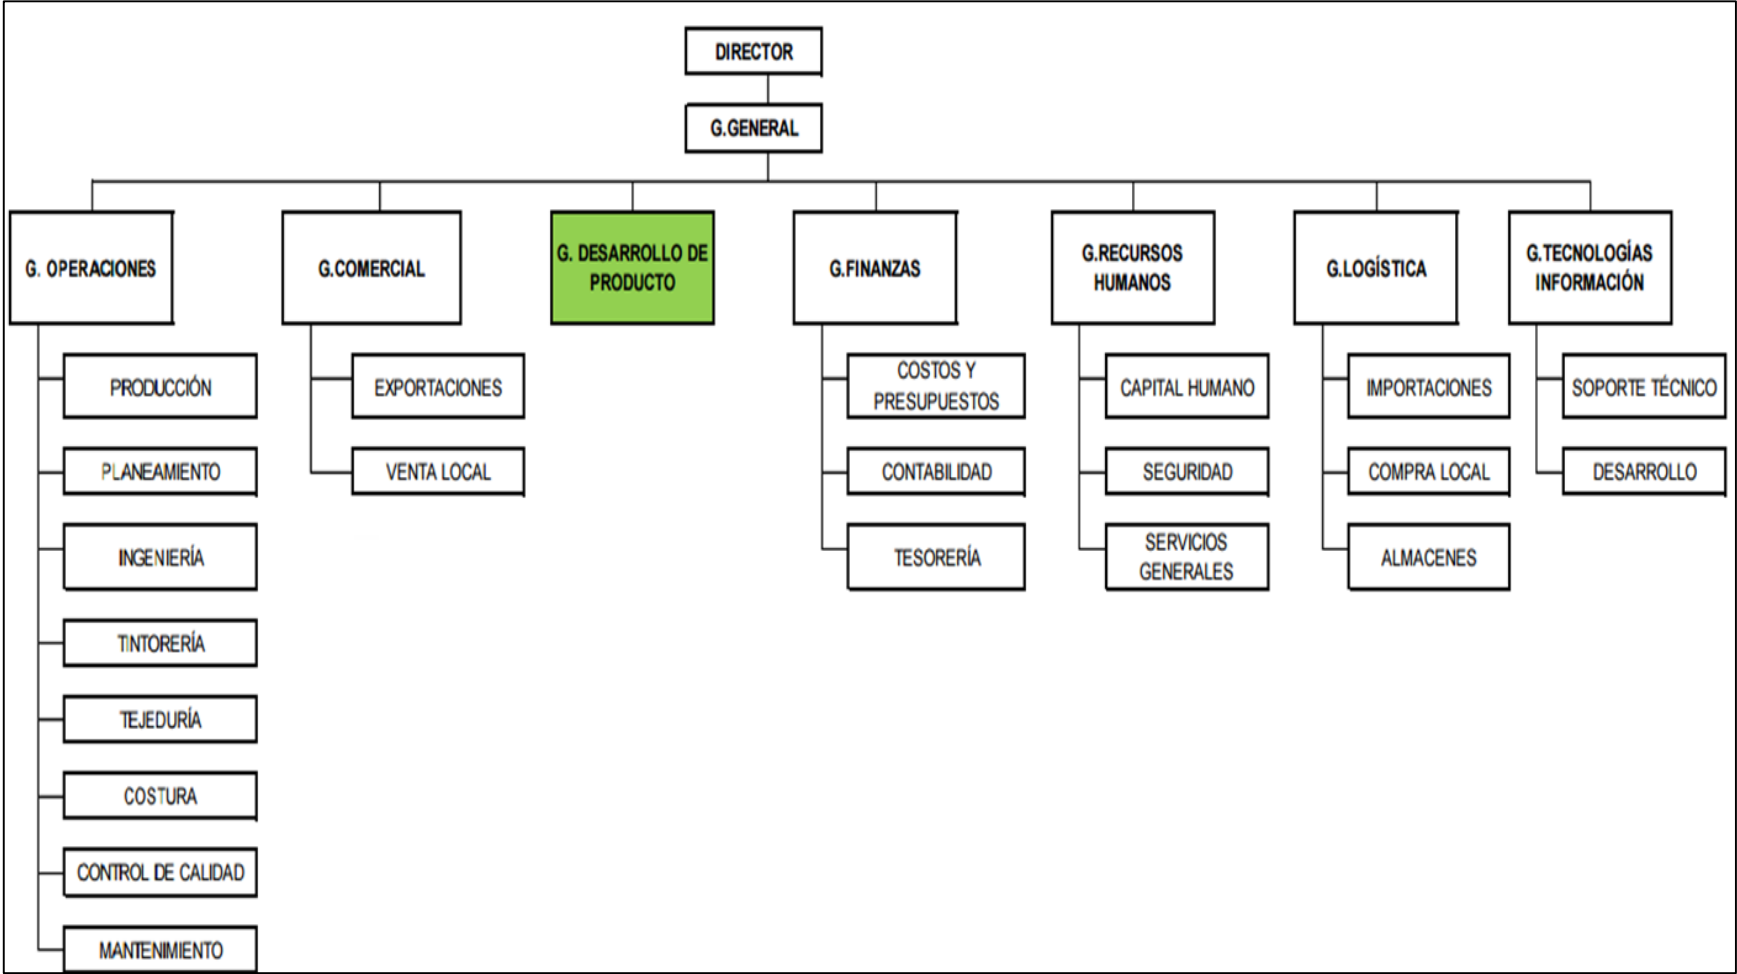 DIRECTOR
G.GENERAL
G. OPERACIONES
G.COMERCIAL
G. DESARROLLO DE
PRODUCTO
G.FINANZAS
G.RECURSOS
HUMANOS
G.LOGÍSTICA
G.TECNOLOGÍAS
INFORMACIÓN
PRODUCCIÓN
PLANEAMIENTO
INGENIERÍA
TINTORERÍA
TEJEDURÍA
COSTURA
CONTROL DE CALIDAD
MANTENIMIENTO
EXPORTACIONES
VENTA LOCAL
COSTOS Y
PRESUPUESTOS
CONTABILIDAD
TESORERÍA
CAPITAL HUMANO
SEGURIDAD
SERVICIOS
GENERALES
IMPORTACIONES
COMPRA LOCAL
ALMACENES
SOPORTE TÉCNICO
DESARROLLO